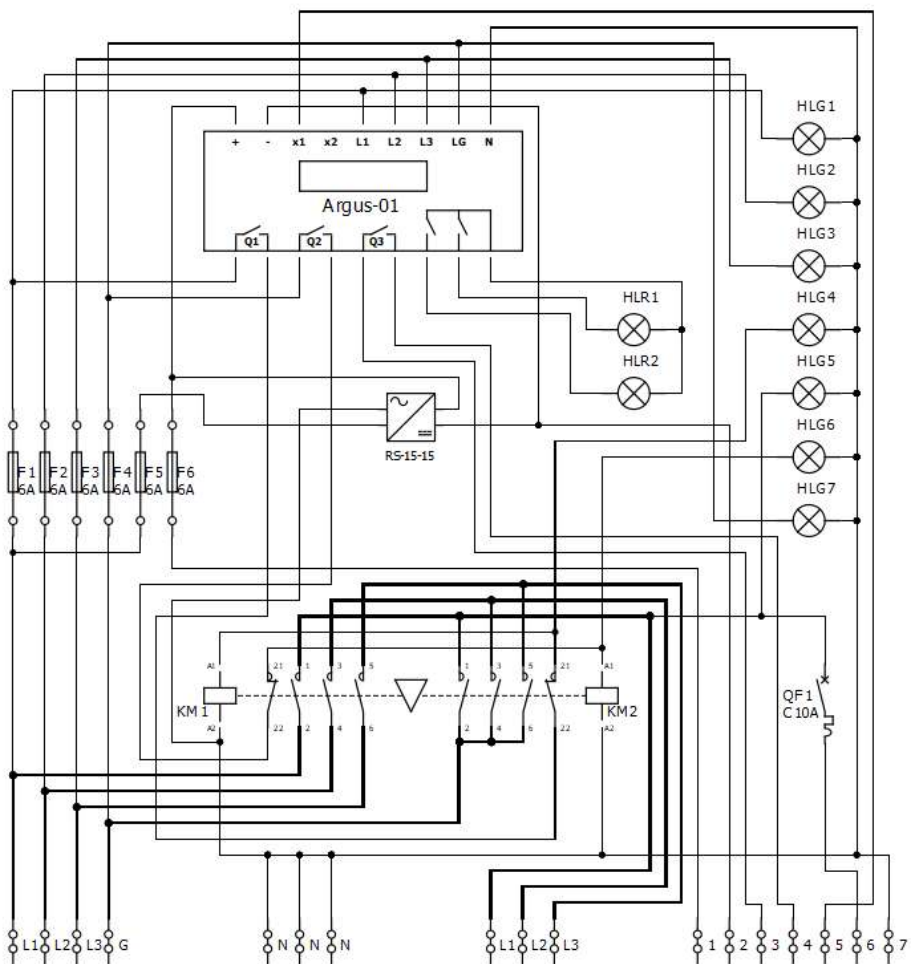 HLG1
+ - x1 x2 L1 L2 L3 LG N
HLG2
Argus-01
Q1 Q2 Q3
HLG3
HLR1 HLG4
HLR2 HLG5
HLG6
RS-15-15
F1 F2 F3 F4 F5 F6
6A 6A 6A 6A 6A 6A
HLG7
A1 21 1 3 5 1 3 5 21 A1
KM1 KM2
QF1
C10A
A2 22 2 4 6 2 4 6 22 A2
L1 L2 L3 G N N N L1 L2 L3 1 2 3 4 5 6 7